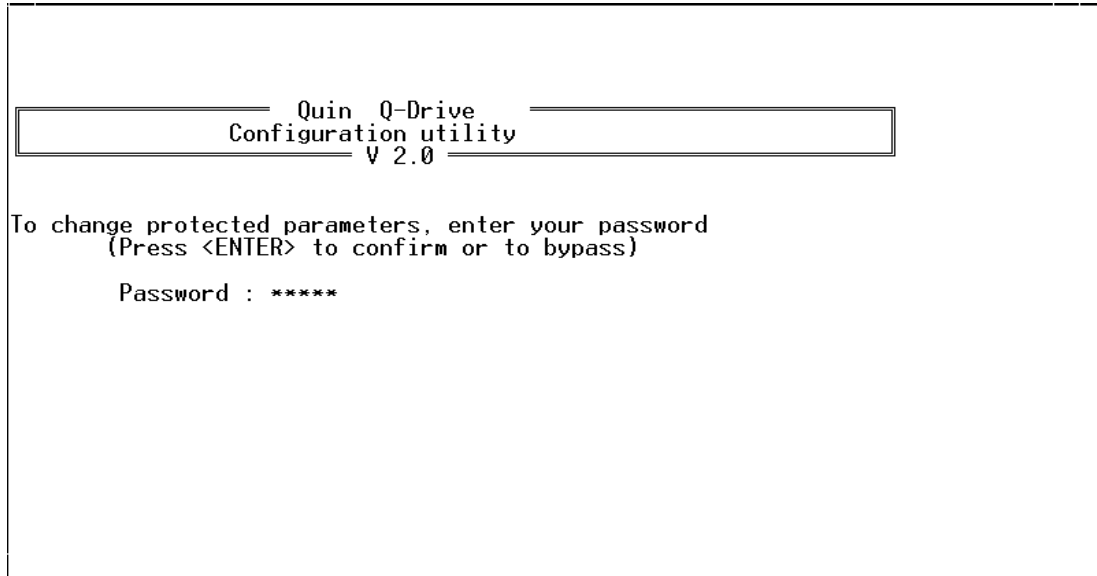 Quin Q-Drive
Configuration utility
V 2.0
To change protected parameters, enter your password
(Press <ENTER> to confirm or to bypass)
Password : *****